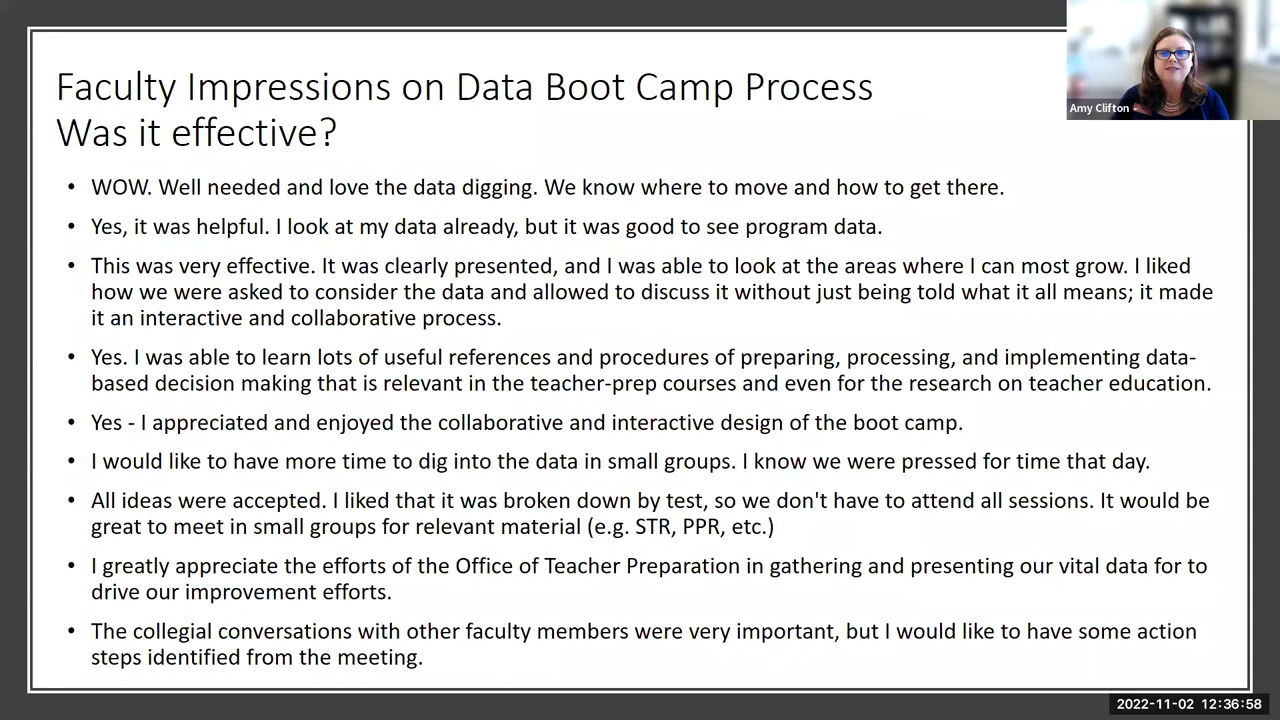 Faculty Impressions on Data Boot Camp Process
Was it effective?
Amy Clifton
• WOW. Well needed and love the data digging. We know where to move and how to get there.
• Yes, it was helpful. I look at my data already, but it was good to see program data.
• This was very effective. It was clearly presented, and I was able to look at the areas where I can most grow. I liked
how we were asked to consider the data and allowed to discuss it without just being told what it all means; it made
it an interactive and collaborative process.
• Yes. I was able to learn lots of useful references and procedures of preparing, processing, and implementing data-
based decision making that is relevant in the teacher-prep courses and even for the research on teacher education.
• Yes - I appreciated and enjoyed the collaborative and interactive design of the boot camp.
• I would like to have more time to dig into the data in small groups. I know we were pressed for time that day.
• All ideas were accepted. I liked that it was broken down by test, so we don't have to attend all sessions. It would be
great to meet in small groups for relevant material (e.g. STR, PPR, etc.)
• I greatly appreciate the efforts of the Office of Teacher Preparation in gathering and presenting our vital data for to
drive our improvement efforts.
• The collegial conversations with other faculty members were very important, but I would like to have some action
steps identified from the meeting.
2022-11-02 12:36:58